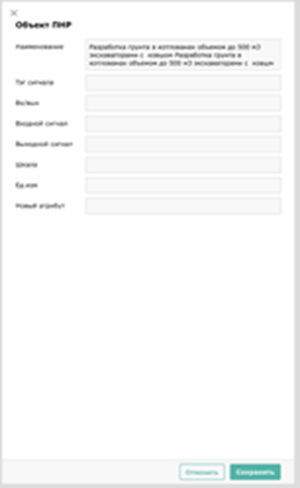 Объект ПНР
Наименование
Разработка грунта в котлованах объемом до 500 м3
экскаваторами с ковшом Разработка грунта в
котлованах объемом до 500 м3 экскаваторами с ковшм
Тэг сигнала
Вх/вых
Входной сигнал
Выходной сигнал
Шкала
Ед.изм
Новый атрибут
Отменить Сохранить